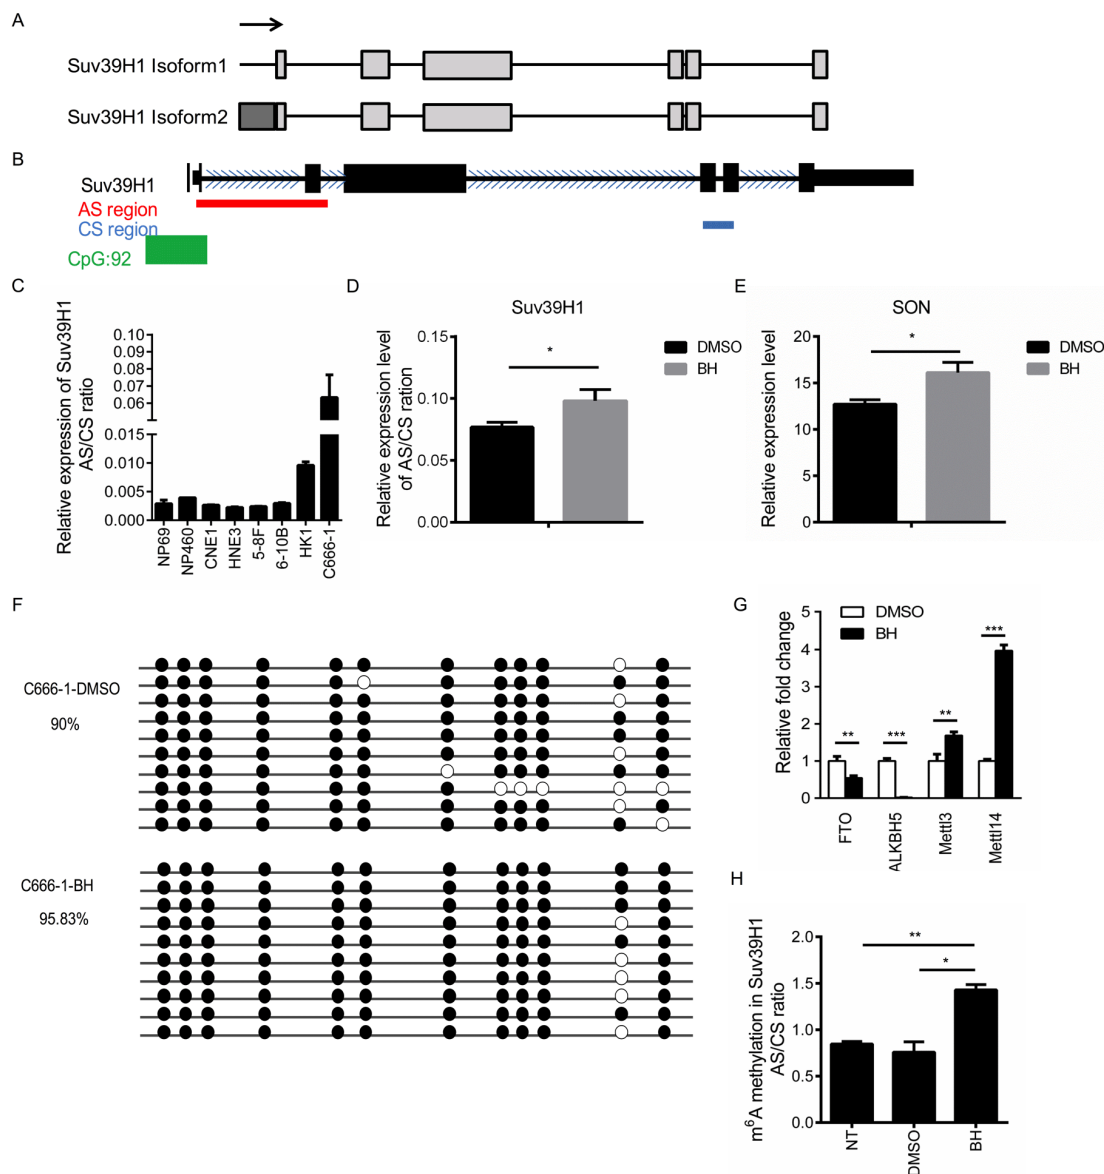 A
Suv39H1 Isoform1
Suv39H1 Isoform2
B
Suv39H1
AS region
CS region
CpG:92
C
Relative expression of Suv39H1
AS/CS ratio
0.10
0.09
0.08
0.07
0.06
0.015
0.010
0.005
0.000
NP69
NP460
CNE1
HNE3
5-8F
6-10B
HK1
C666-1
D
Suv39H1
Relative expression level
of AS/CS ration
0.15
0.10
0.05
0.00
*
DMSO
BH
E
SON
Relative expression level
20
15
10
5
0
*
DMSO
BH
F
C666-1-DMSO
90%
C666-1-BH
95.83%
G
DMSO
BH
Relative fold change
5
4
3
2
1
0
**
***
**
***
FTO
ALKBH5
Mettl3
Mettl14
H
m6A methylation in Suv39H1
AS/CS ratio
2.0
1.5
1.0
0.5
0.0
**
*
NT
DMSO
BH